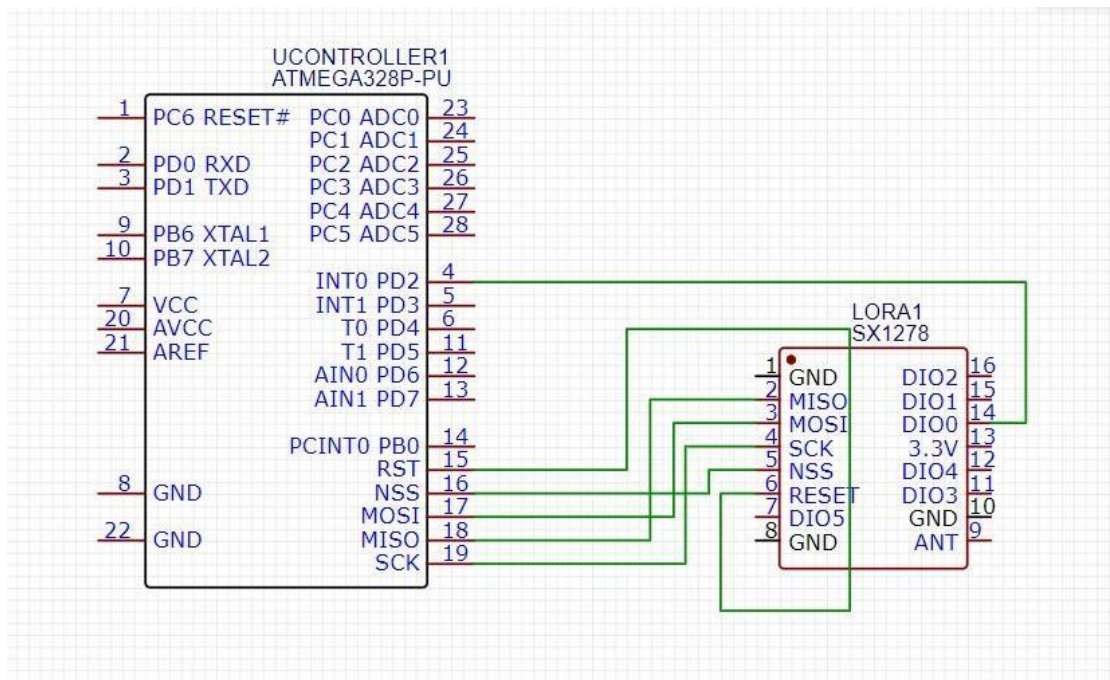 UCONTROLLER1
ATMEGA328P-PU
1 PC6 RESET# PC0 ADC0 23
PC1 ADC1 24
2 PD0 RXD PC2 ADC2 25
3 PD1 TXD PC3 ADC3 26
PC4 ADC4 27
9 PB6 XTAL1 PC5 ADC5 28
10 PB7 XTAL2
INT0 PD2 4
7 VCC INT1 PD3 5
20 AVCC T0 PD4 6
21 AREF T1 PD5 11
AIN0 PD6 12
AIN1 PD7 13
PCINT0 PB0 14
RST 15
8 GND NSS 16
MOSI 17
22 GND MISO 18
SCK 19
LORA1
SX1278
1 GND DIO2 16
2 MISO DIO1 15
3 MOSI DIO0 14
4 SCK 3.3V 13
5 NSS DIO4 12
6 RESET DIO3 11
7 DIO5 GND 10
8 GND ANT 9